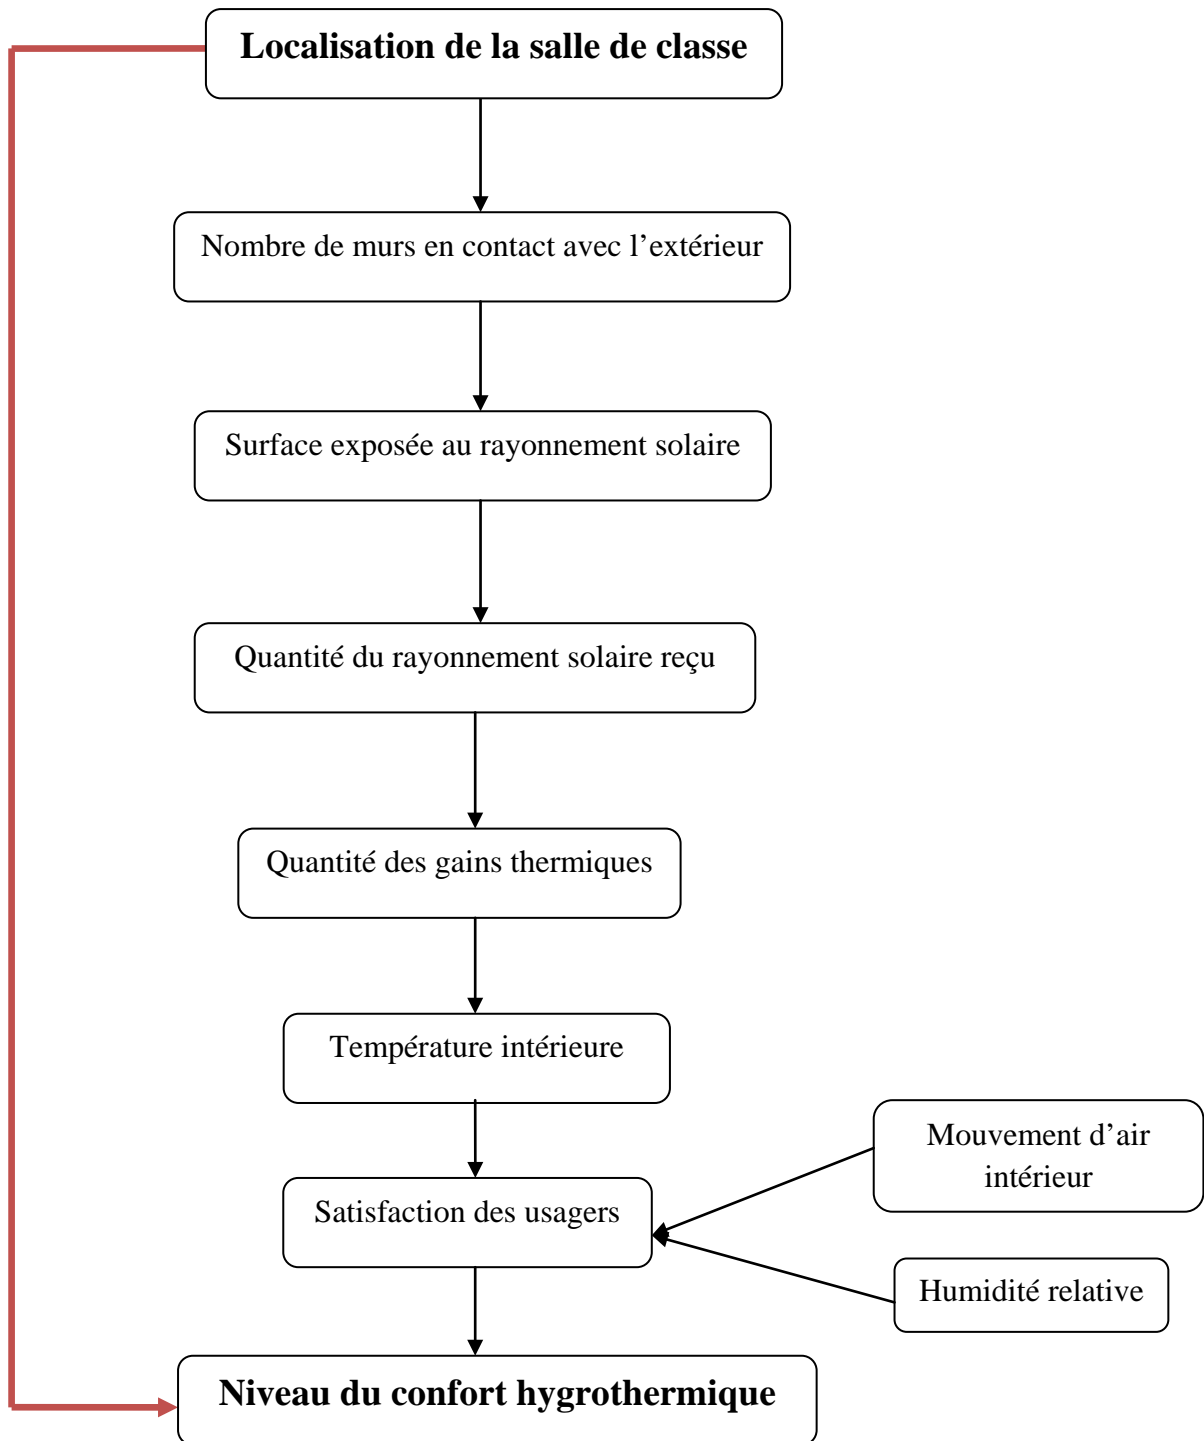 Localisation de la salle de classe
Nombre de murs en contact avec l’extérieur
Surface exposée au rayonnement solaire
Quantité du rayonnement solaire reçu
Quantité des gains thermiques
Température intérieure
Mouvement d’air
intérieur
Satisfaction des usagers
Humidité relative
Niveau du confort hygrothermique